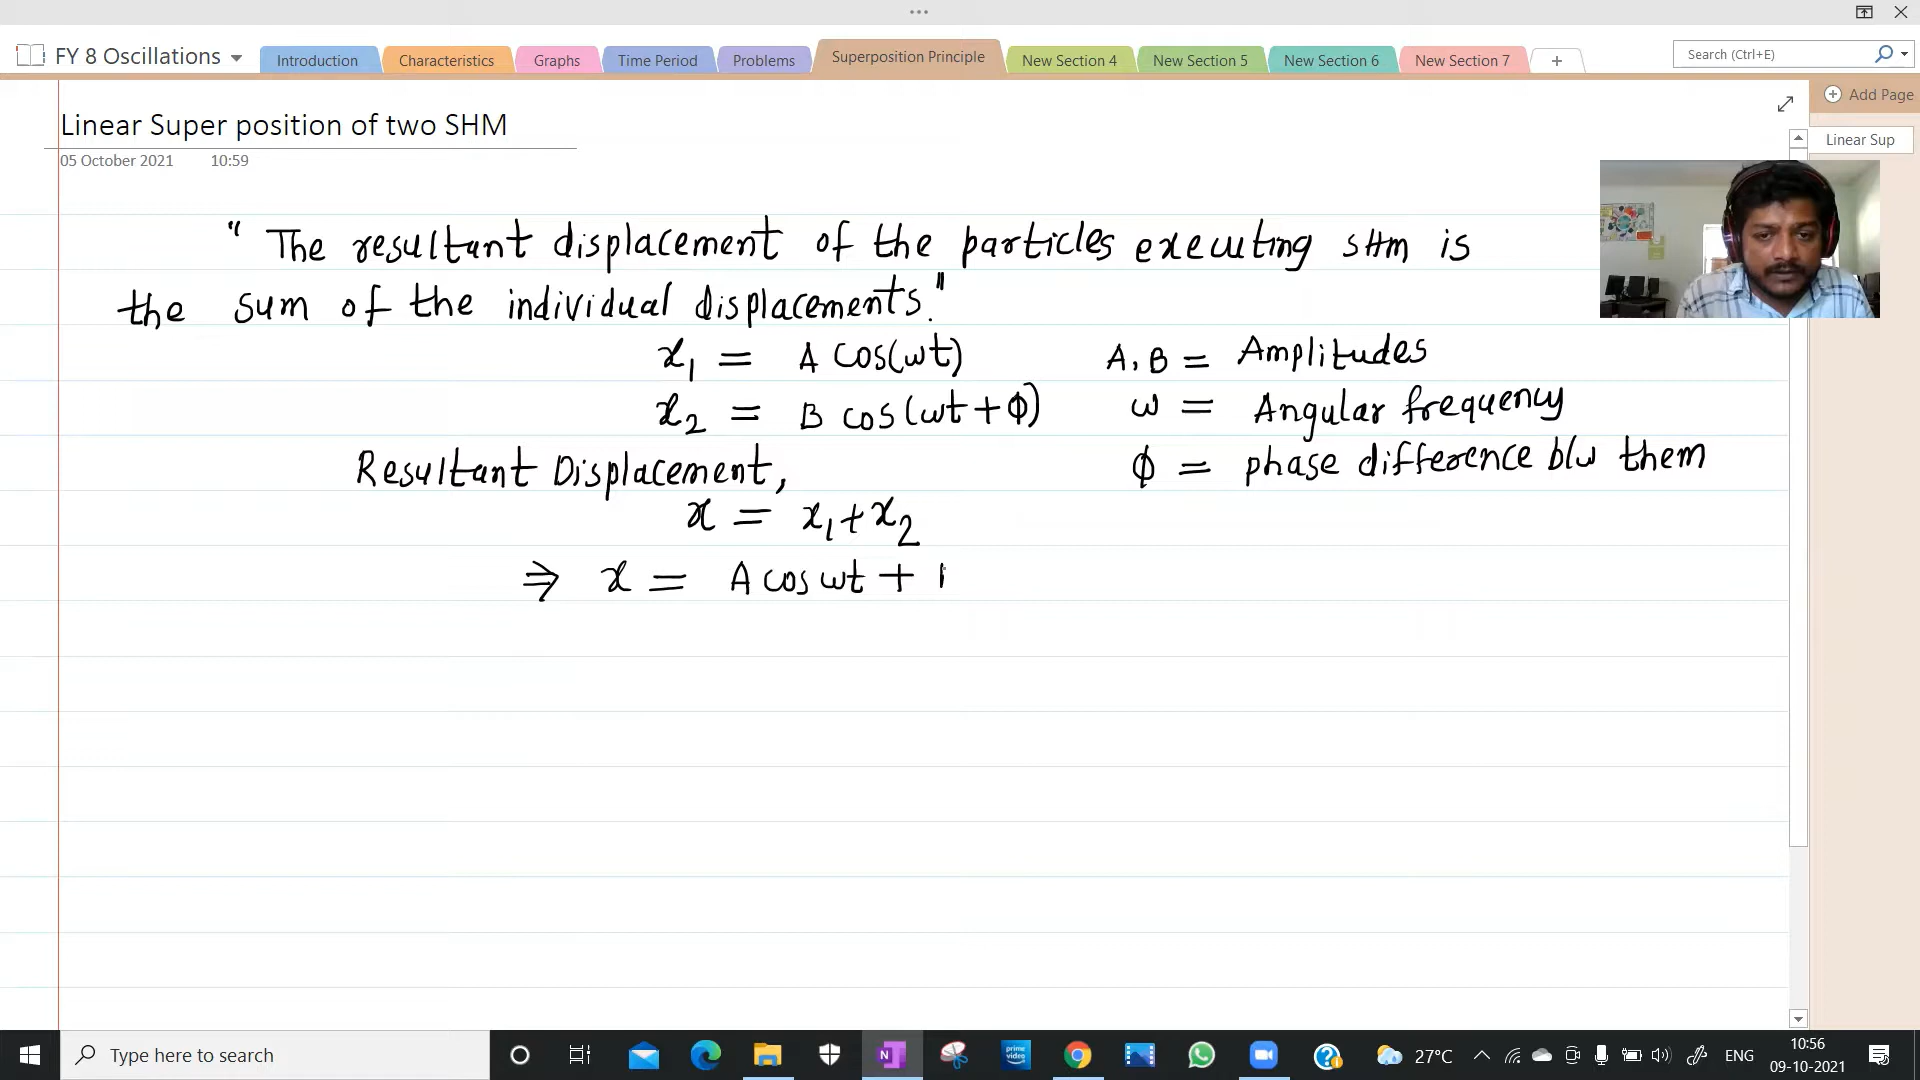 FY 8 Oscillations
Introduction
Characteristics
Graphs
Time Period
Problems
Superposition Principle
New Section 4
New Section 5
New Section 6
New Section 7
+
Search (Ctrl+E)
Add Page
Linear Super position of two SHM
Linear Sup
05 October 2021 10:59
" The resultant displacement of the particles executing SHM is
the sum of the individual displacements."
x₁ = A cos(ωt)
A, B = Amplitudes
x₂ = B cos(ωt + ϕ)
ω = Angular frequency
Resultant Displacement,
ϕ = phase difference b/w them
x = x₁ + x₂
⇒ x = A cos ωt +
Type here to search
prime video
27°C
ENG
10:56
09-10-2021